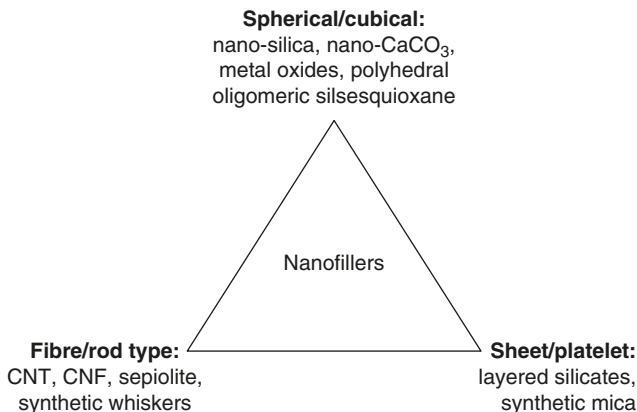 Spherical/cubical:
nano-silica, nano-CaCO₃,
metal oxides, polyhedral
oligomeric silsesquioxane
Nanofillers
Fibre/rod type:
CNT, CNF, sepiolite,
synthetic whiskers
Sheet/platelet:
layered silicates,
synthetic mica